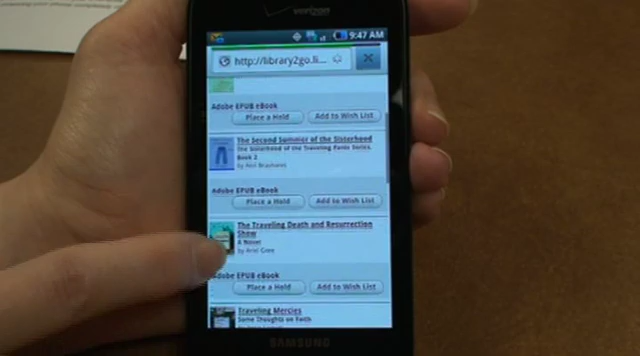 verizon
9:47 AM
http://library2go.li...
Adobe EPUB eBook
Place a Hold
Add to Wish List
The Second Summer of the Sisterhood
The Sisterhood of the Traveling Pants Series,
Book 2
by Ann Brashares
Adobe EPUB eBook
Place a Hold
Add to Wish List
The Traveling Death and Resurrection
Show
A Novel
by Ariel Gore
Adobe EPUB eBook
Place a Hold
Add to Wish List
Traveling Mercies
Some Thoughts on Faith
SAMSUNG